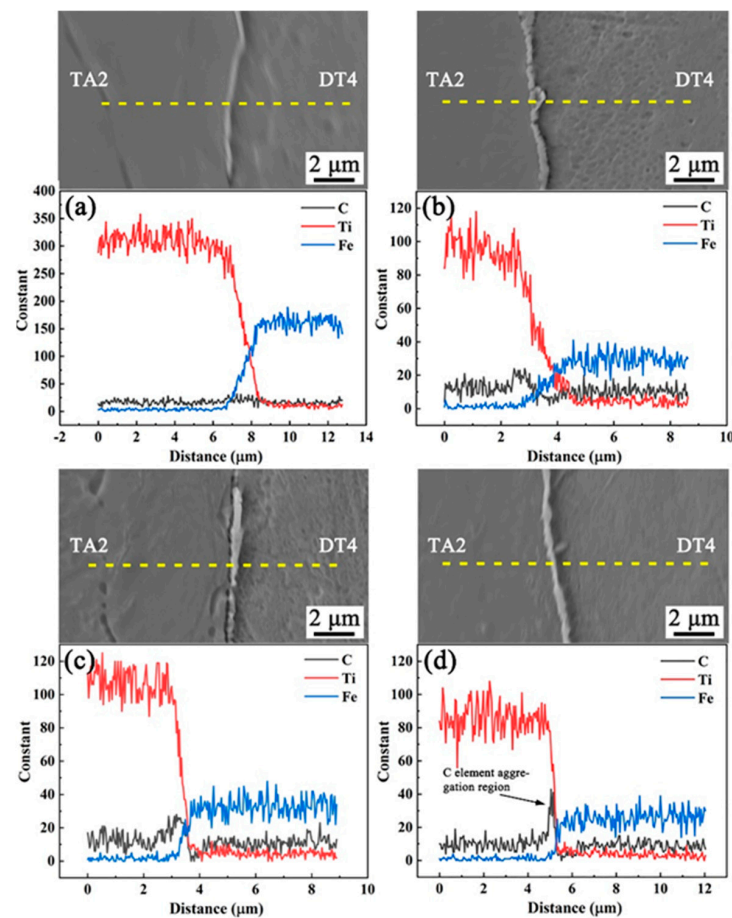 TA2
DT4
2 μm
TA2
DT4
2 μm
(a)
C
Ti
Fe
400
350
300
250
200
150
100
50
0
Constant
-2 0 2 4 6 8 10 12 14
Distance (μm)
(b)
C
Ti
Fe
120
100
80
60
40
20
0
Constant
0 2 4 6 8 10
Distance (μm)
TA2
DT4
2 μm
TA2
DT4
2 μm
(c)
C
Ti
Fe
120
100
80
60
40
20
0
Constant
0 2 4 6 8 10
Distance (μm)
(d)
C
Ti
Fe
C element aggre-
gation region
120
100
80
60
40
20
0
Constant
0 2 4 6 8 10 12
Distance (μm)